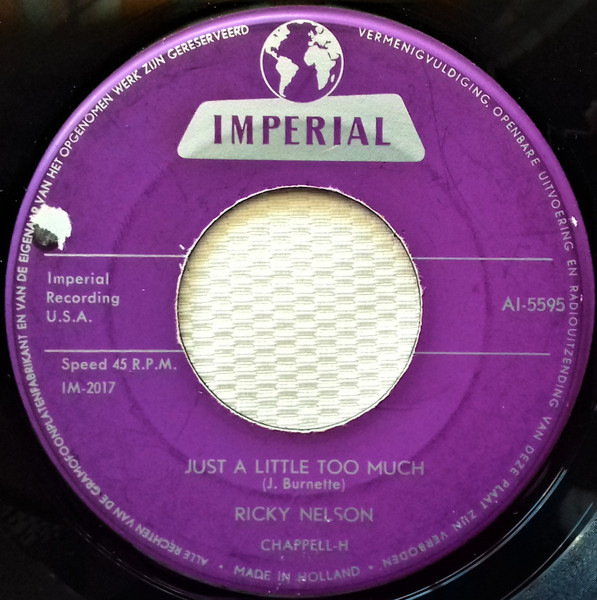 ALLE RECHTEN VAN DE GRAMOFOONPLATENFABRIKANT EN VAN DE EIGENAAR VAN HET OPGENOMEN WERK ZIJN GERESERVEERD
VERMENIGVULDIGING, OPENBARE UITVOERING EN RADIOUITZENDING VAN DEZE PLAAT ZIJN VERBODEN
IMPERIAL
Imperial
Recording
U.S.A.
AI-5595
Speed 45 R.P.M.
IM-2017
JUST A LITTLE TOO MUCH
(J. Burnette)
RICKY NELSON
CHAPPELL-H
• MADE IN HOLLAND •